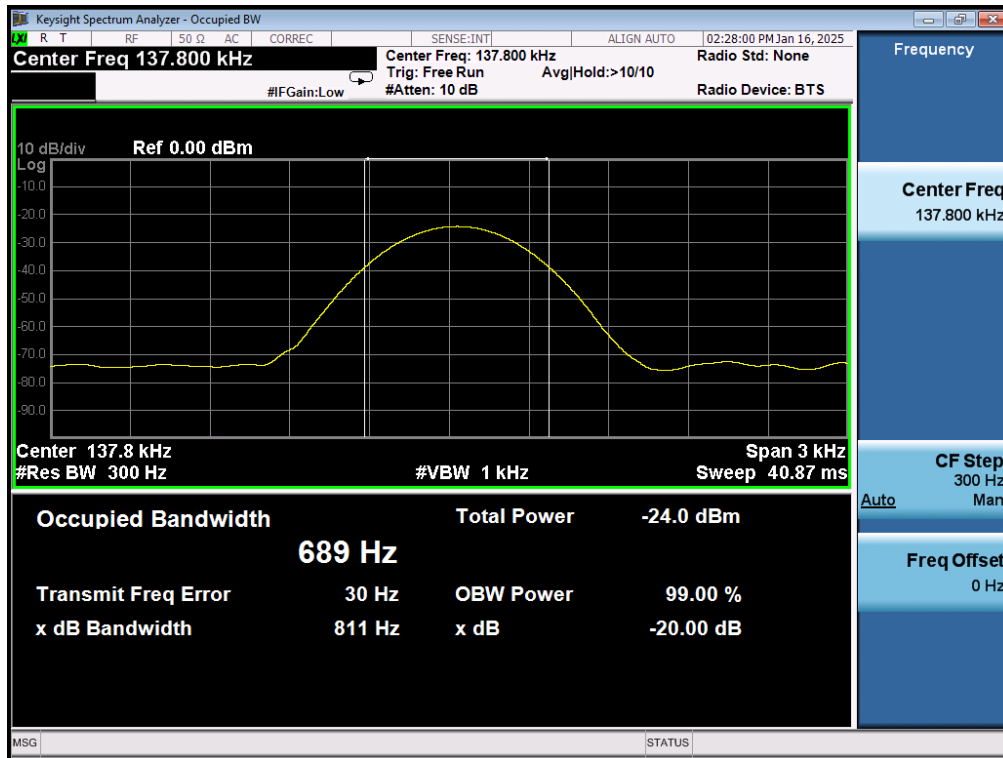 Keysight Spectrum Analyzer - Occupied BW
LXI R T RF 50 Ω AC CORREC SENSE:INT ALIGN AUTO 02:28:00 PM Jan 16, 2025
Center Freq 137.800 kHz
Center Freq: 137.800 kHz
Radio Std: None
Trig: Free Run Avg|Hold:>10/10
#IFGain:Low
#Atten: 10 dB
Radio Device: BTS
10 dB/div Ref 0.00 dBm
Log
-10.0
-20.0
-30.0
-40.0
-50.0
-60.0
-70.0
-80.0
-90.0
Center 137.8 kHz Span 3 kHz
#Res BW 300 Hz #VBW 1 kHz Sweep 40.87 ms
Occupied Bandwidth Total Power -24.0 dBm
689 Hz
Transmit Freq Error 30 Hz OBW Power 99.00 %
x dB Bandwidth 811 Hz x dB -20.00 dB
MSG STATUS
Frequency
Center Freq
137.800 kHz
CF Step
300 Hz
Auto Man
Freq Offset
0 Hz